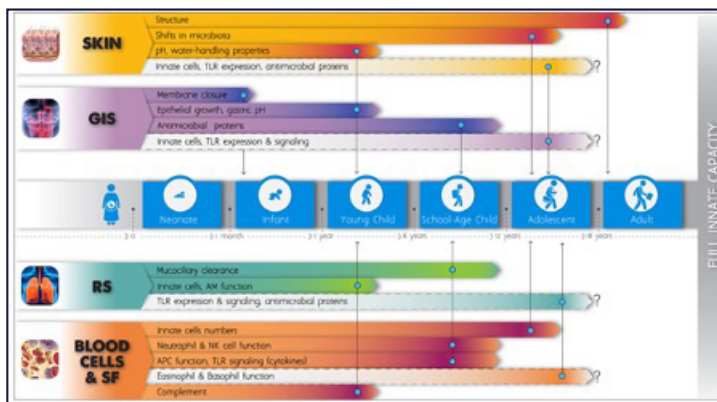 SKIN
Structure
Shifts in microbiota
pH, water-handling properties
Innate cells, TLR expression, antimicrobial proteins
?
GIS
Membrane closure
Epithelial growth, gastric pH
Antimicrobial proteins
Innate cells, TLR expression & signaling
?
Neonate
Infant
Young Child
School-Age Child
Adolescent
Adult
>1 month
>1 year
>6 years
>12 years
>18 years
RS
Mucociliary clearance
Innate cells, AM function
TLR expression & signaling, antimicrobial proteins
?
BLOOD
CELLS
& SF
Innate cells numbers
Neutrophil & NK cell function
APC function, TLR signaling (cytokines)
Eosinophil & Basophil function
?
Complement
FULL INNATE CAPACITY